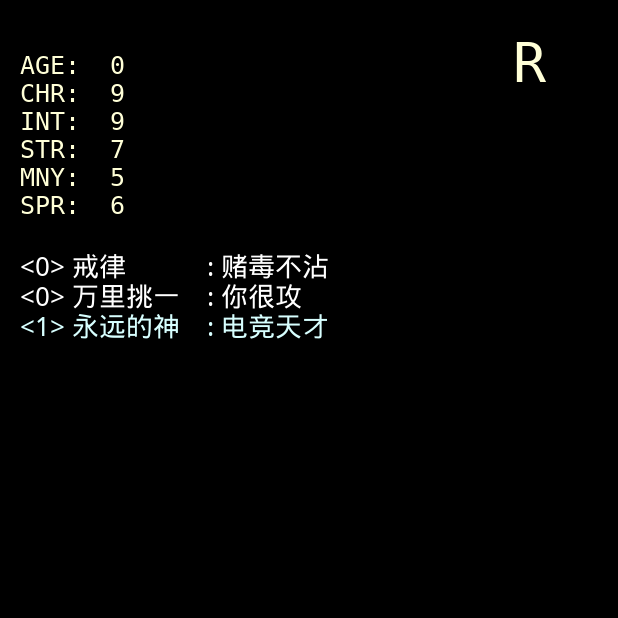 R
AGE: 0
CHR: 9
INT: 9
STR: 7
MNY: 5
SPR: 6
<0> 戒律 : 赌毒不沾
<0> 万里挑一 : 你很攻
<1> 永远的神 : 电竞天才